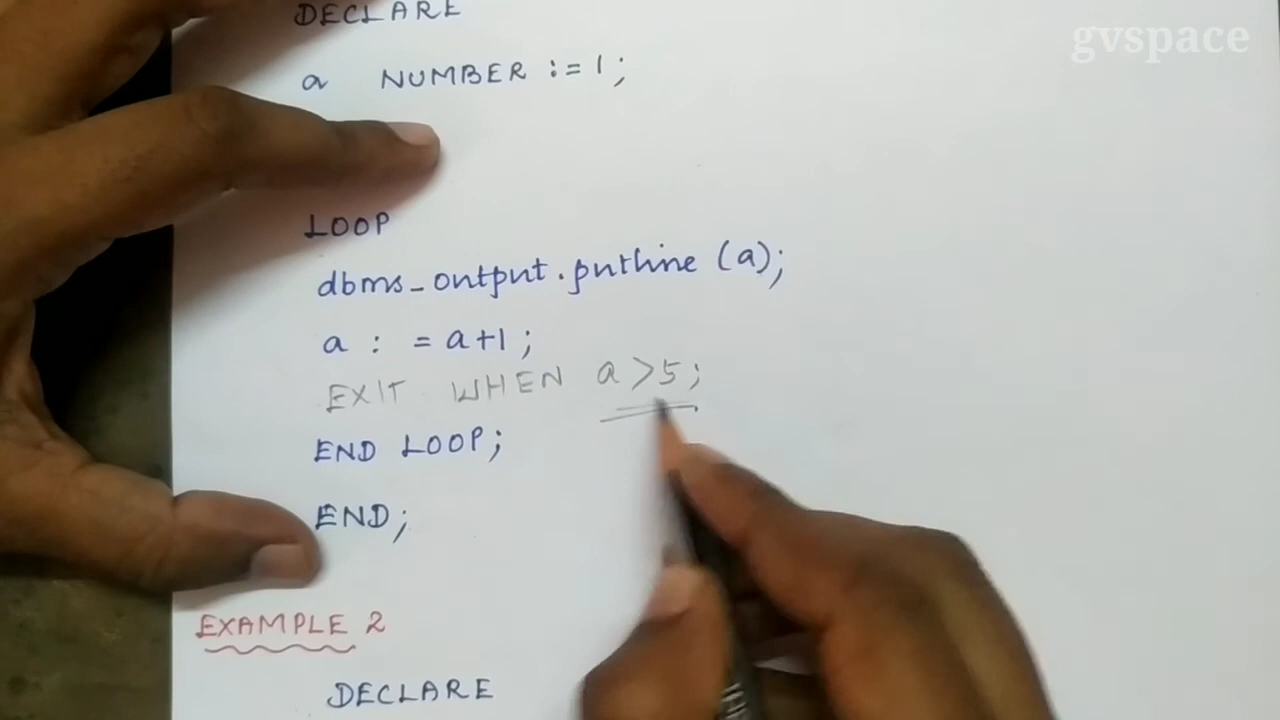 DECLARE
gvspace
a NUMBER := 1;
LOOP
dbms_output.putline (a);
a : = a+1 ;
EXIT WHEN a >5;
END LOOP;
END;
EXAMPLE 2
DECLARE